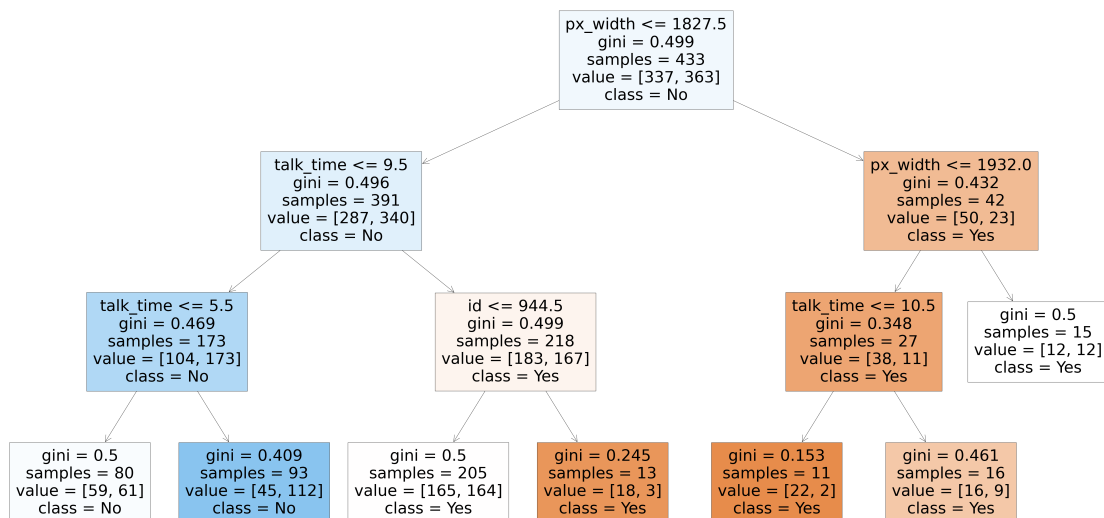 px_width <= 1827.5
gini = 0.499
samples = 433
value = [337, 363]
class = No
talk_time <= 9.5
gini = 0.496
samples = 391
value = [287, 340]
class = No
px_width <= 1932.0
gini = 0.432
samples = 42
value = [50, 23]
class = Yes
talk_time <= 5.5
gini = 0.469
samples = 173
value = [104, 173]
class = No
id <= 944.5
gini = 0.499
samples = 218
value = [183, 167]
class = Yes
talk_time <= 10.5
gini = 0.348
samples = 27
value = [38, 11]
class = Yes
gini = 0.5
samples = 15
value = [12, 12]
class = Yes
gini = 0.5
samples = 80
value = [59, 61]
class = No
gini = 0.409
samples = 93
value = [45, 112]
class = No
gini = 0.5
samples = 205
value = [165, 164]
class = Yes
gini = 0.245
samples = 13
value = [18, 3]
class = Yes
gini = 0.153
samples = 11
value = [22, 2]
class = Yes
gini = 0.461
samples = 16
value = [16, 9]
class = Yes